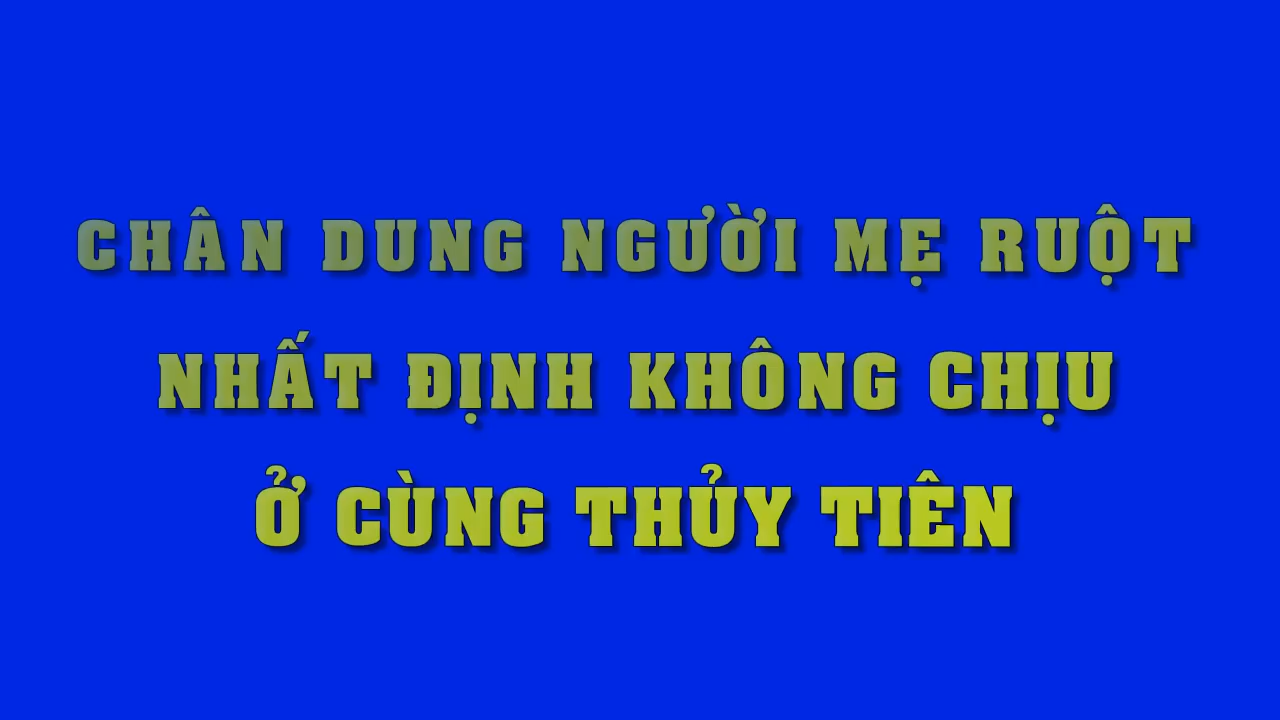 CHÂN DUNG NGƯỜI MẸ RUỘT
NHẤT ĐỊNH KHÔNG CHỊU
Ở CÙNG THỦY TIÊN